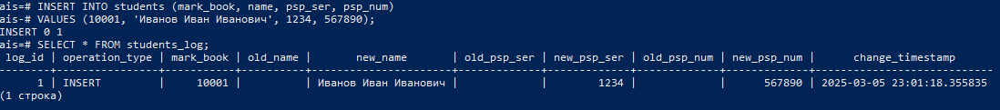 ais=# INSERT INTO students (mark_book, name, psp_ser, psp_num)
ais-# VALUES (10001, 'Иванов Иван Иванович', 1234, 567890);
INSERT 0 1
ais=# SELECT * FROM students_log;
 log_id | operation_type | mark_book | old_name |       new_name       | old_psp_ser | new_psp_ser | old_psp_num | new_psp_num |      change_timestamp
--------+----------------+-----------+----------+----------------------+-------------+-------------+-------------+-------------+----------------------------
      1 | INSERT         |     10001 |          | Иванов Иван Иванович |             |        1234 |             |      567890 | 2025-03-05 23:01:18.355835
(1 строка)